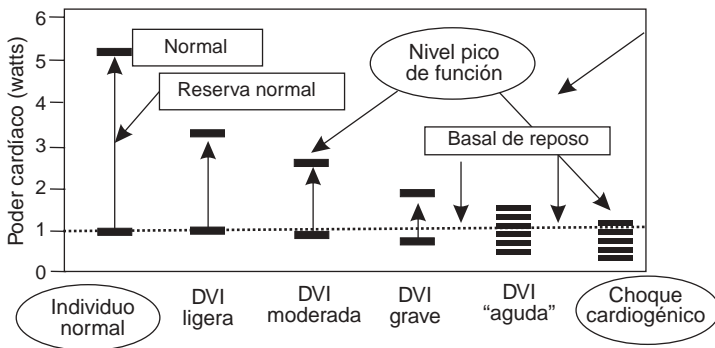 Poder cardíaco (watts)
6
5
4
3
2
1
0
Normal
Reserva normal
Nivel pico
de función
Basal de reposo
Individuo
normal
DVI
ligera
DVI
moderada
DVI
grave
DVI
“aguda”
Choque
cardiogénico